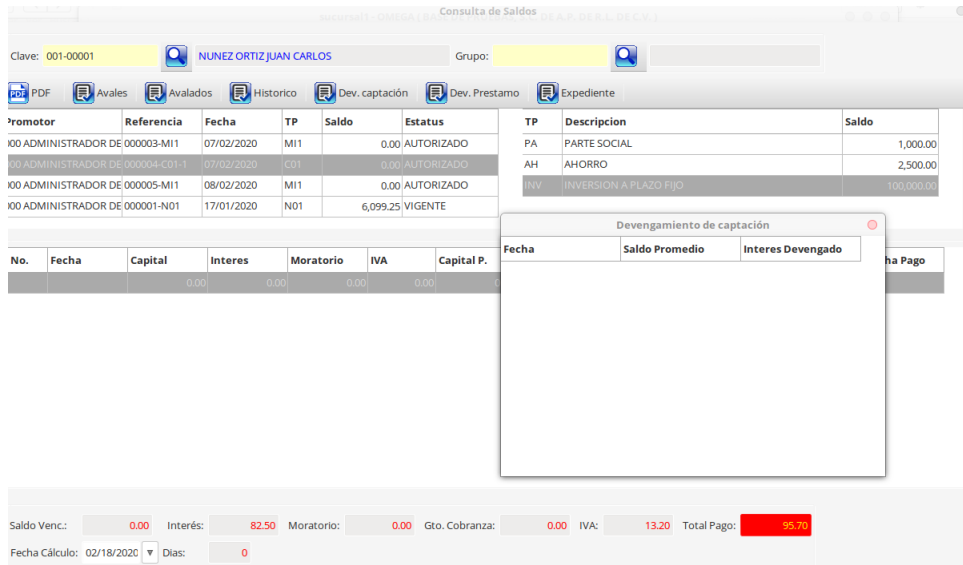 Consulta de Saldos
Clave: 001-00001 NUNEZ ORTIZ JUAN CARLOS Grupo:
PDF PDF Avales Avalados Historico Dev. captación Dev. Prestamo Expediente
Promotor Referencia Fecha TP Saldo Estatus TP Descripcion Saldo
000 ADMINISTRADOR DE 000003-MI1 07/02/2020 MI1 0.00 AUTORIZADO PA PARTE SOCIAL 1,000.00
000 ADMINISTRADOR DE 000004-C01-1 07/02/2020 C01 0.00 AUTORIZADO AH AHORRO 2,500.00
000 ADMINISTRADOR DE 000005-MI1 08/02/2020 MI1 0.00 AUTORIZADO INV INVERSION A PLAZO FIJO 100,000.00
000 ADMINISTRADOR DE 000001-N01 17/01/2020 N01 6,099.25 VIGENTE
Devengamiento de captación
Fecha Saldo Promedio Interes Devengado
No. Fecha Capital Interes Moratorio IVA Capital P. ha Pago
0.00 0.00 0.00 0.00 0
Saldo Venc.: 0.00 Interés: 82.50 Moratorio: 0.00 Gto. Cobranza: 0.00 IVA: 13.20 Total Pago: 95.70
Fecha Cálculo: 02/18/2020 Dias: 0